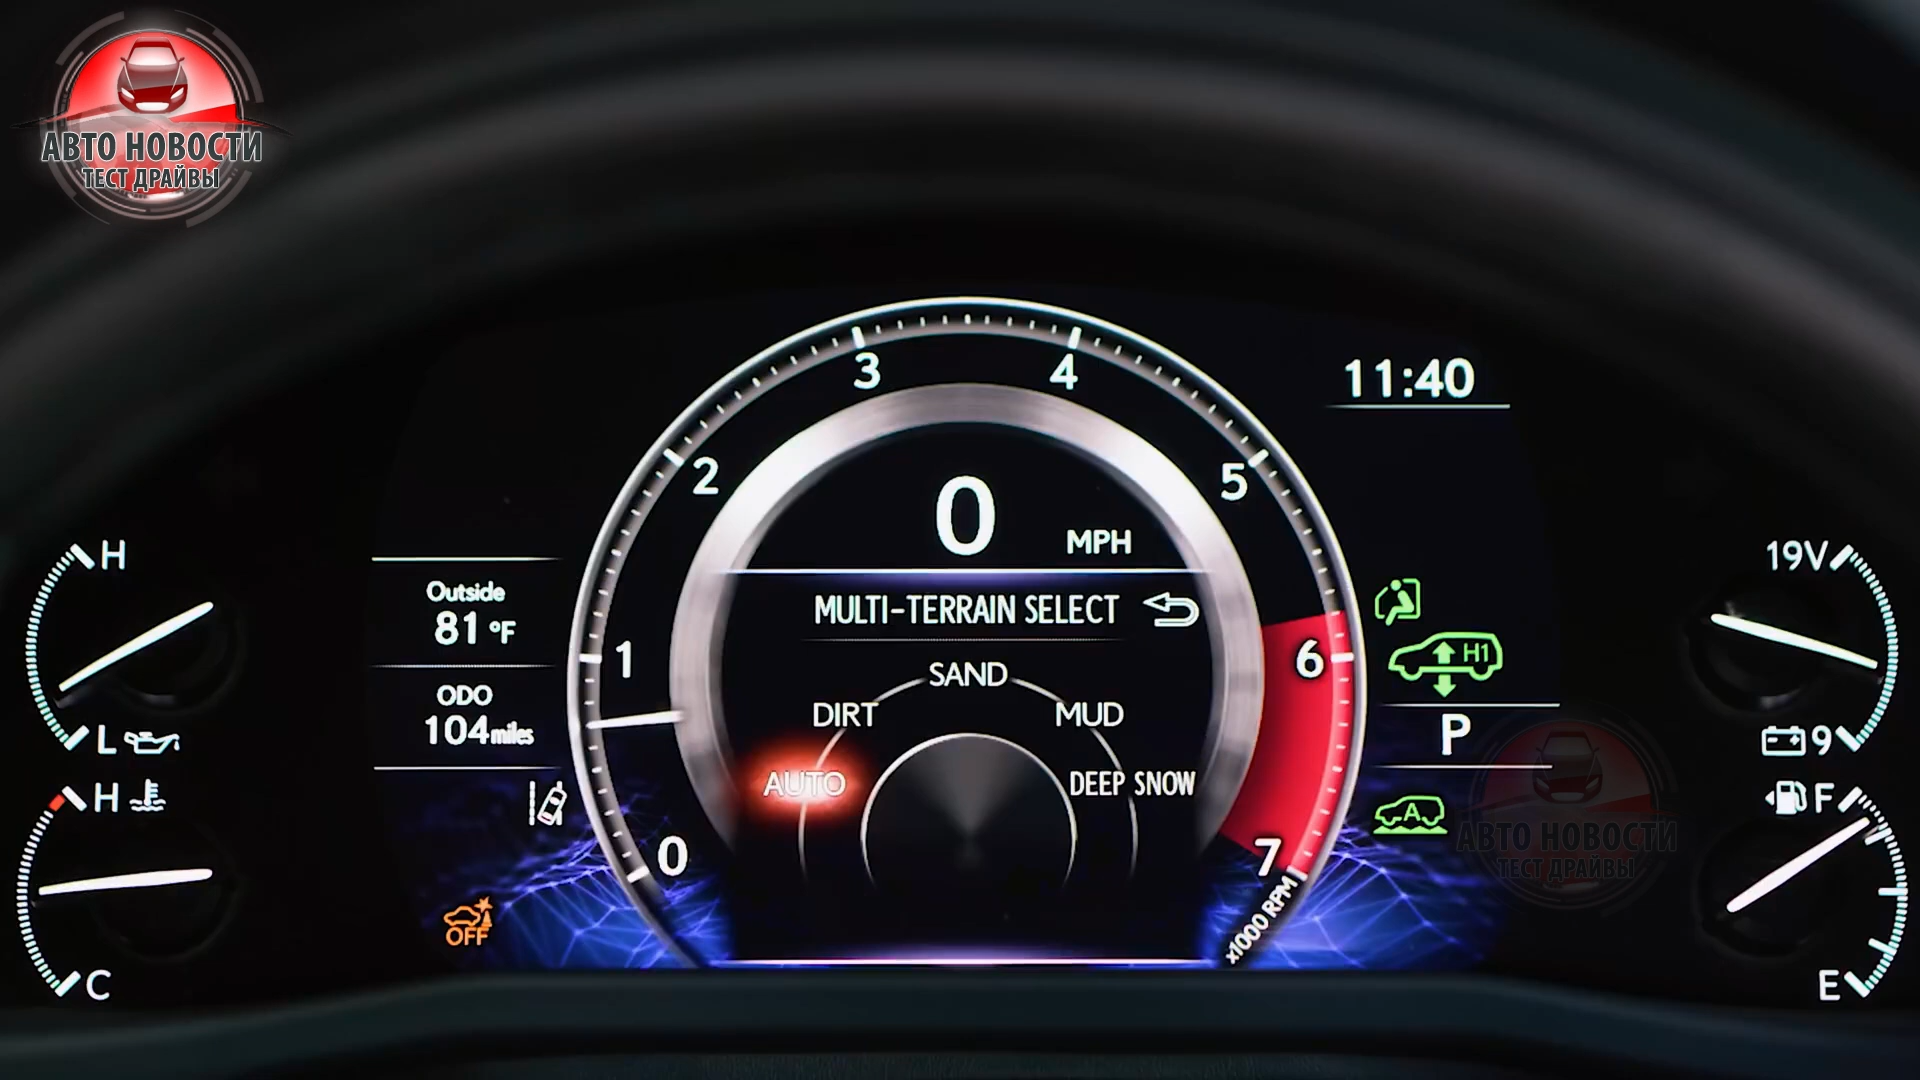 АВТО НОВОСТИ
ТЕСТ ДРАЙВЫ
3
4
11:40
2
5
0
MPH
H
19V
Outside
81°F
MULTI-TERRAIN SELECT
1
6
H1
SAND
ODO
104miles
DIRT
MUD
P
L
9
AUTO
DEEP SNOW
H
F
A
АВТО НОВОСТИ
ТЕСТ ДРАЙВЫ
0
7
x1000 RPM
OFF
C
E